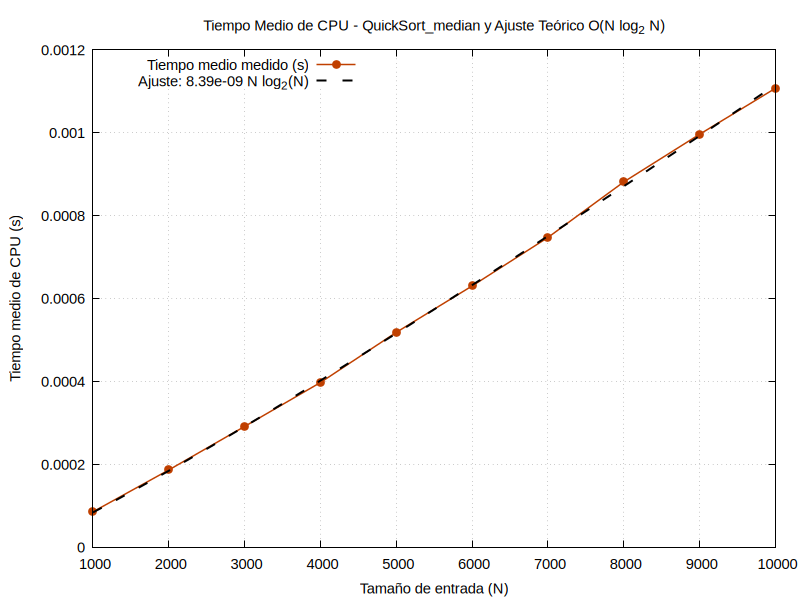 Tiempo Medio de CPU - QuickSort_median y Ajuste Teórico O(N log₂ N)
Tiempo medio medido (s)
Ajuste: 8.39e-09 N log₂(N)
Tiempo medio de CPU (s)
0.0012
0.001
0.0008
0.0006
0.0004
0.0002
0
1000 2000 3000 4000 5000 6000 7000 8000 9000 10000
Tamaño de entrada (N)